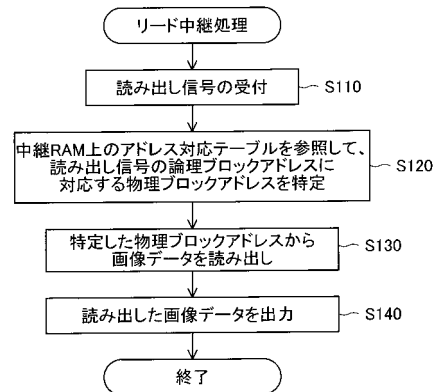 リード中継処理
読み出し信号の受付
S110
中継RAM上のアドレス対応テーブルを参照して、
読み出し信号の論理ブロックアドレスに
対応する物理ブロックアドレスを特定
S120
特定した物理ブロックアドレスから
画像データを読み出し
S130
読み出した画像データを出力
S140
終了